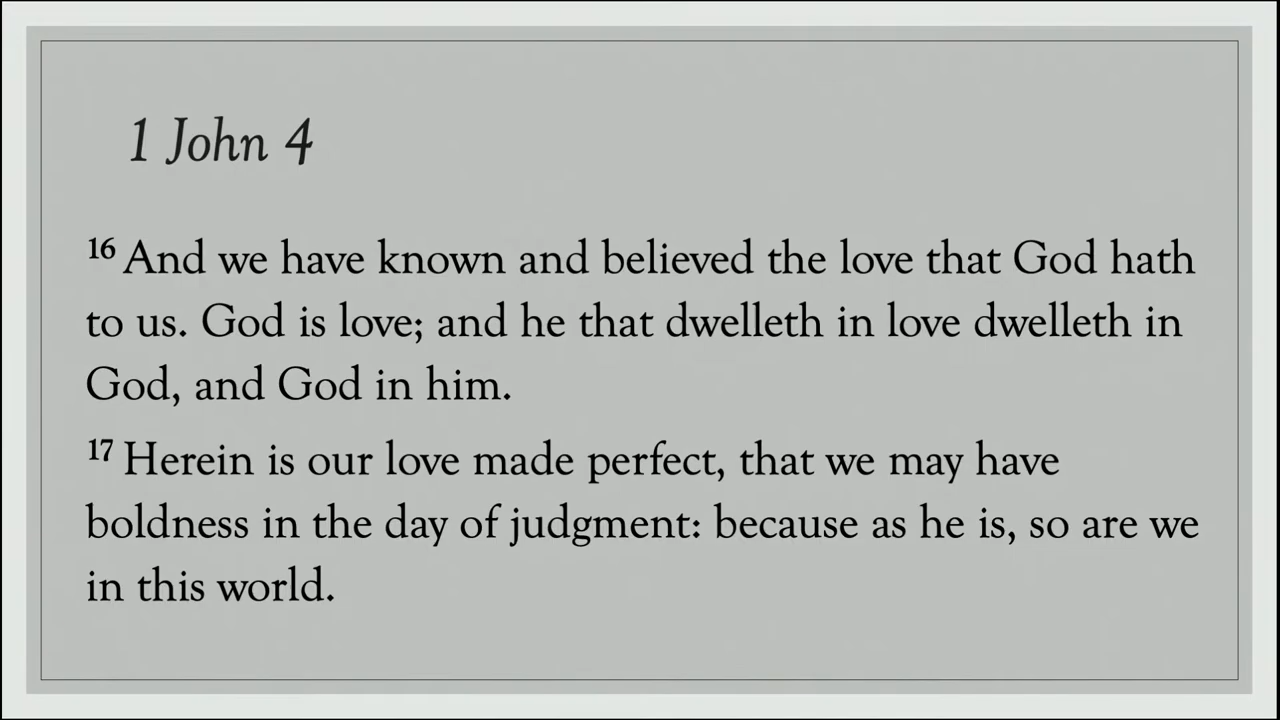 1 John 4
16 And we have known and believed the love that God hath
to us. God is love; and he that dwelleth in love dwelleth in
God, and God in him.
17 Herein is our love made perfect, that we may have
boldness in the day of judgment: because as he is, so are we
in this world.